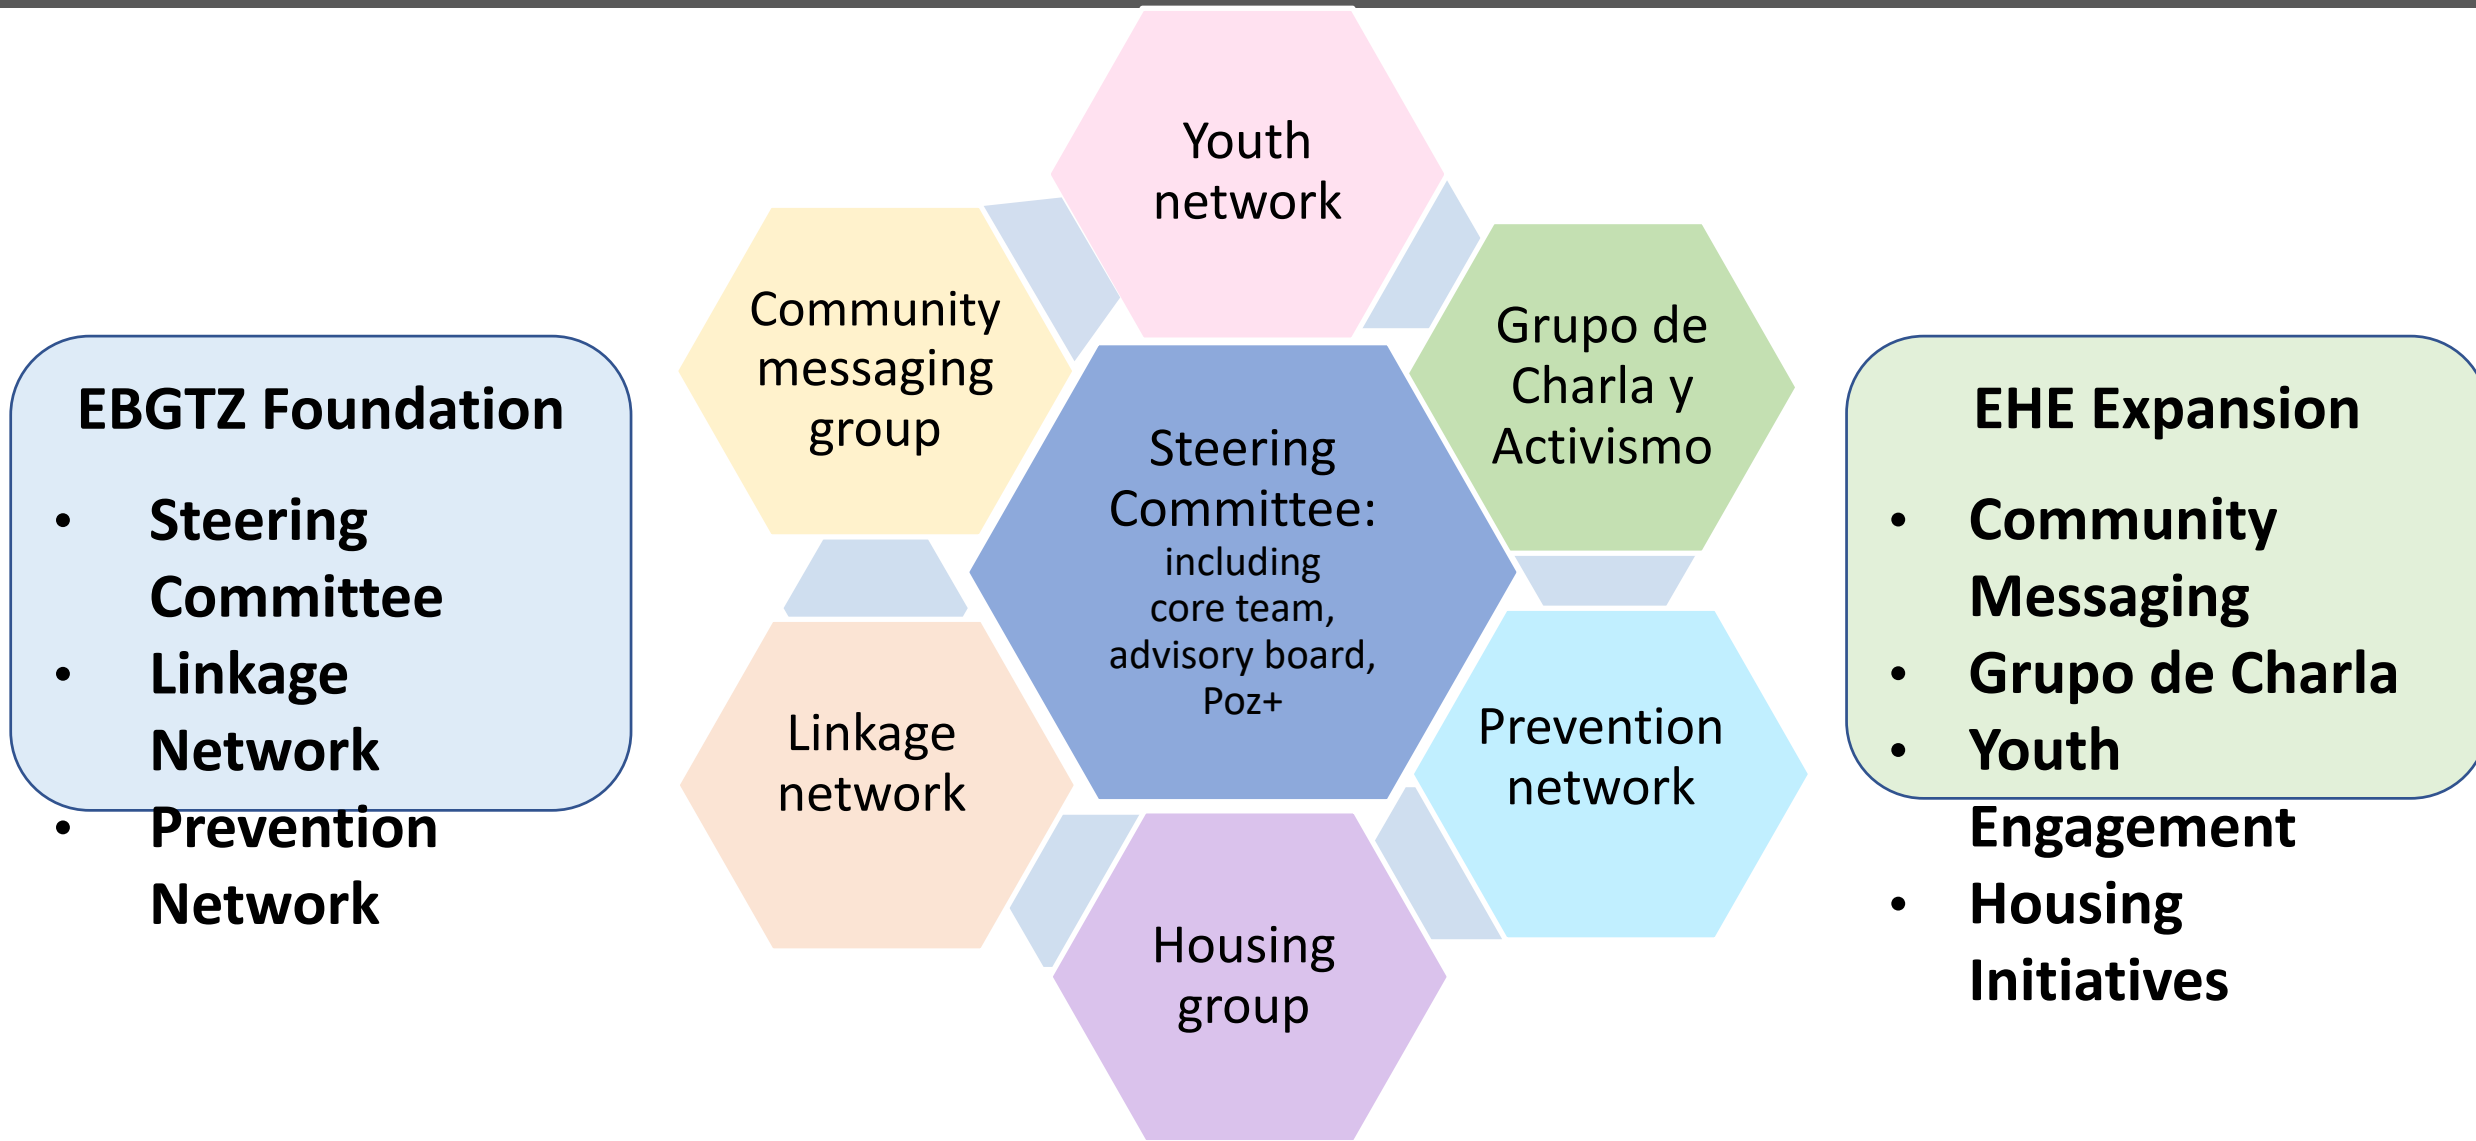 EBGTZ Foundation
• Steering
Committee
• Linkage
Network
• Prevention
Network
Youth
network
Community
messaging
group
Grupo de
Charla y
Activismo
Steering
Committee:
including
core team,
advisory board,
Poz+
Linkage
network
Prevention
network
Housing
group
EHE Expansion
• Community
Messaging
• Grupo de Charla
• Youth
Engagement
• Housing
Initiatives